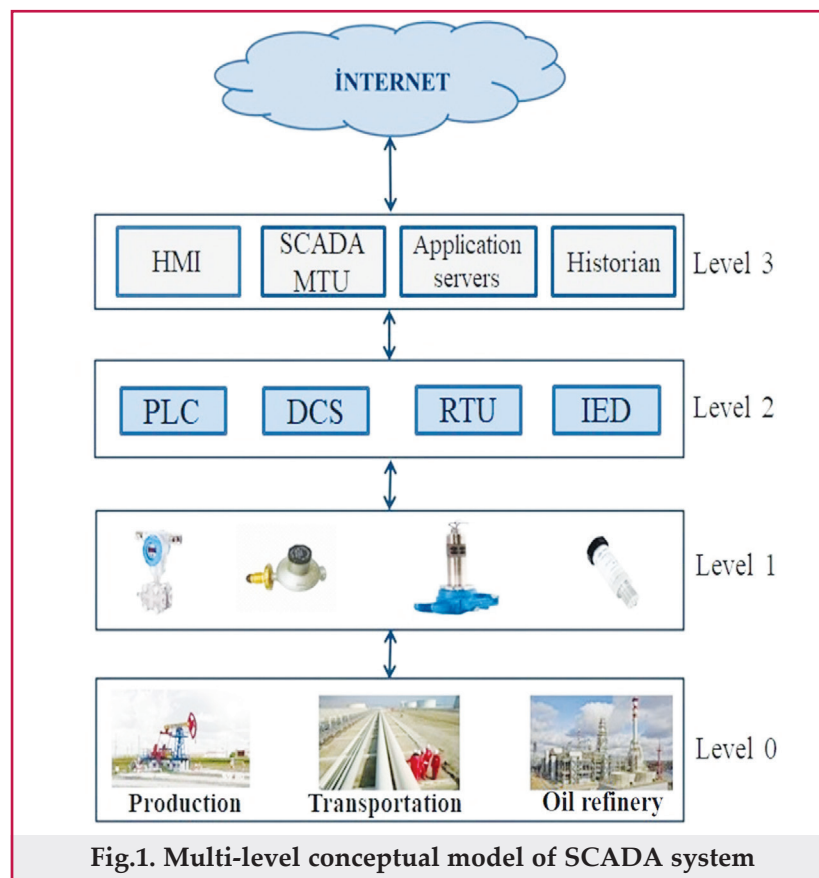 İNTERNET
HMI
SCADA
MTU
Application
servers
Historian
Level 3
PLC
DCS
RTU
IED
Level 2
Level 1
Level 0
Production
Transportation
Oil refinery
Fig.1. Multi-level conceptual model of SCADA system